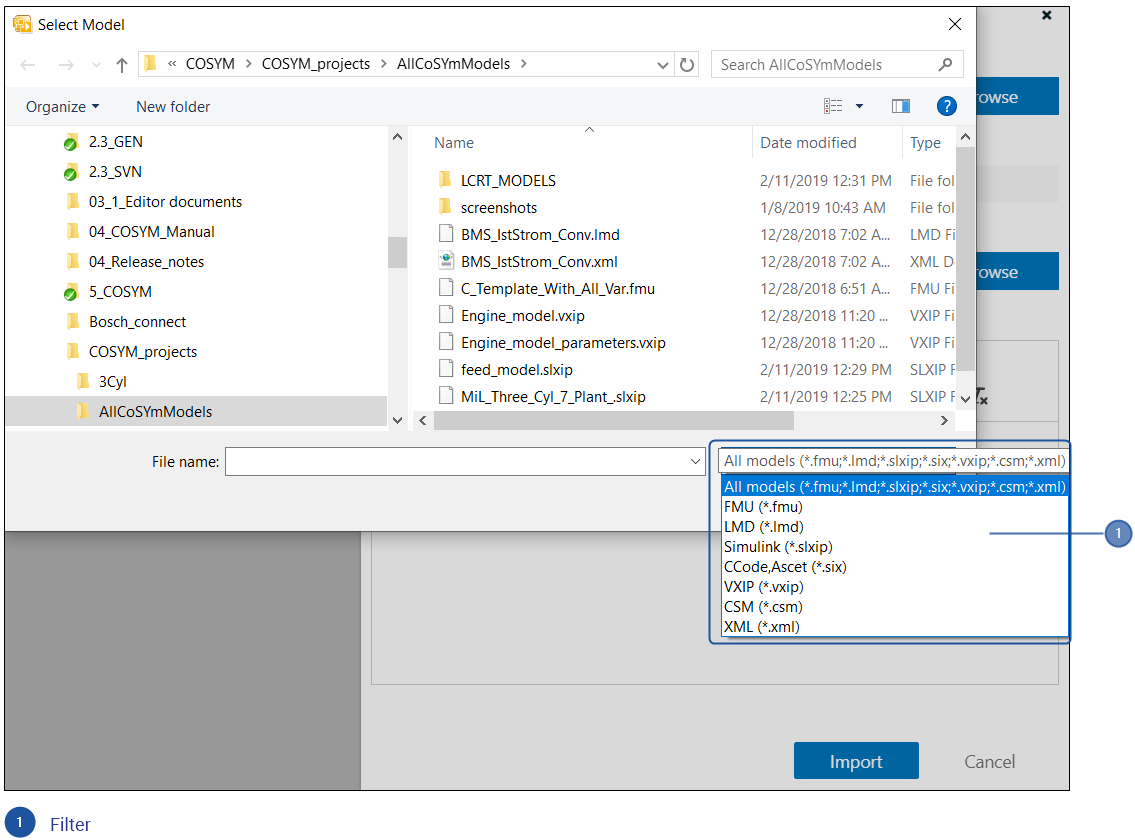 Select Model
« COSYM > COSYM_projects > AllCoSYmModels >
Search AllCoSYmModels
Organize
New folder
?
owse
2.3_GEN
2.3_SVN
03_1_Editor documents
04_COSYM_Manual
04_Release_notes
5_COSYM
Bosch_connect
COSYM_projects
3Cyl
AllCoSYmModels
Name Date modified Type
LCRT_MODELS 2/11/2019 12:31 PM File fol
screenshots 1/8/2019 10:43 AM File fol
BMS_IstStrom_Conv.lmd 12/28/2018 7:02 A... LMD Fi
BMS_IstStrom_Conv.xml 12/28/2018 7:02 A... XML D
C_Template_With_All_Var.fmu 12/28/2018 6:51 A... FMU Fi
Engine_model.vxip 12/28/2018 11:20 ... VXIP Fi
Engine_model_parameters.vxip 12/28/2018 11:20 ... VXIP Fi
feed_model.slxip 2/11/2019 12:29 PM SLXIP F
MiL_Three_Cyl_7_Plant_.slxip 2/11/2019 12:25 PM SLXIP F
owse
File name:
All models (*.fmu;*.lmd;*.slxip;*.six;*.vxip;*.csm;*.xml)
All models (*.fmu;*.lmd;*.slxip;*.six;*.vxip;*.csm;*.xml)
FMU (*.fmu)
LMD (*.lmd)
Simulink (*.slxip)
CCode,Ascet (*.six)
VXIP (*.vxip)
CSM (*.csm)
XML (*.xml)
1
Import
Cancel
1 Filter